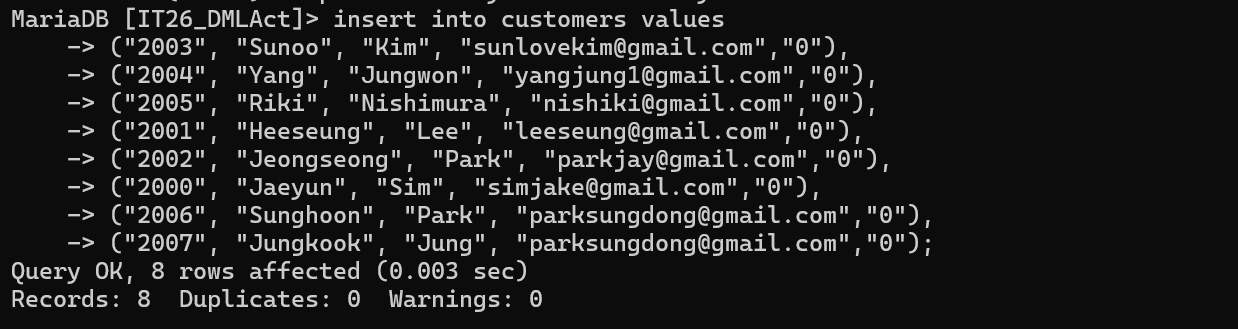 MariaDB [IT26_DMLAct]> insert into customers values
    -> ("2003", "Sunoo", "Kim", "sunlovekim@gmail.com","0"),
    -> ("2004", "Yang", "Jungwon", "yangjung1@gmail.com","0"),
    -> ("2005", "Riki", "Nishimura", "nishiki@gmail.com","0"),
    -> ("2001", "Heeseung", "Lee", "leeseung@gmail.com","0"),
    -> ("2002", "Jeongseong", "Park", "parkjay@gmail.com","0"),
    -> ("2000", "Jaeyun", "Sim", "simjake@gmail.com","0"),
    -> ("2006", "Sunghoon", "Park", "parksungdong@gmail.com","0"),
    -> ("2007", "Jungkook", "Jung", "parksungdong@gmail.com","0");
Query OK, 8 rows affected (0.003 sec)
Records: 8  Duplicates: 0  Warnings: 0